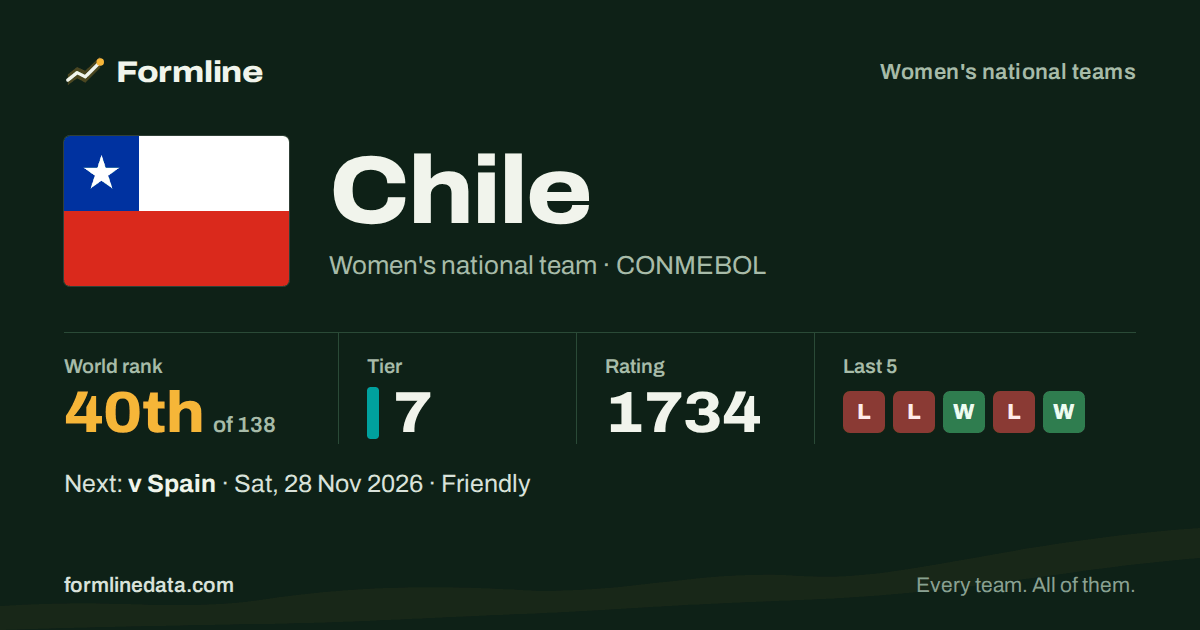 Formline
Women's national teams
Chile
Women's national team · CONMEBOL
World rank
40th of 138
Tier
7
Rating
1734
Last 5
L L W L W
Next: v Spain · Sat, 28 Nov 2026 · Friendly
formlinedata.com
Every team. All of them.